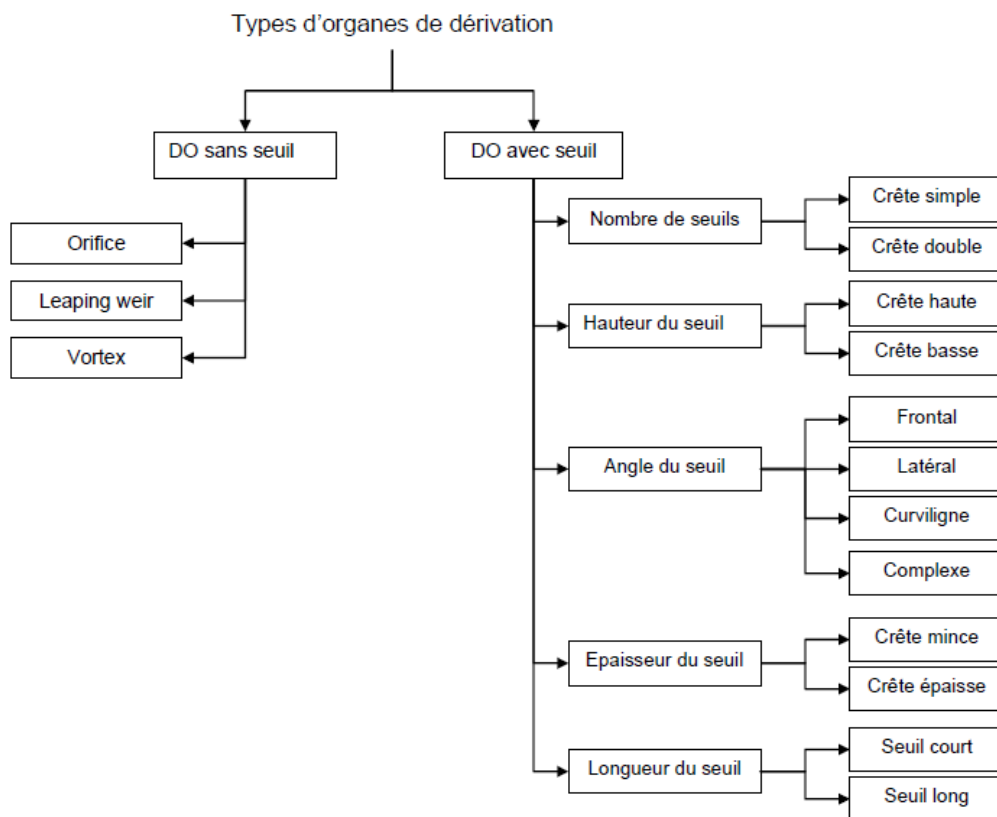 Types d'organes de dérivation
DO sans seuil
DO avec seuil
Orifice
Leaping weir
Vortex
Nombre de seuils
Crête simple
Crête double
Hauteur du seuil
Crête haute
Crête basse
Angle du seuil
Frontal
Latéral
Curviligne
Complexe
Epaisseur du seuil
Crête mince
Crête épaisse
Longueur du seuil
Seuil court
Seuil long